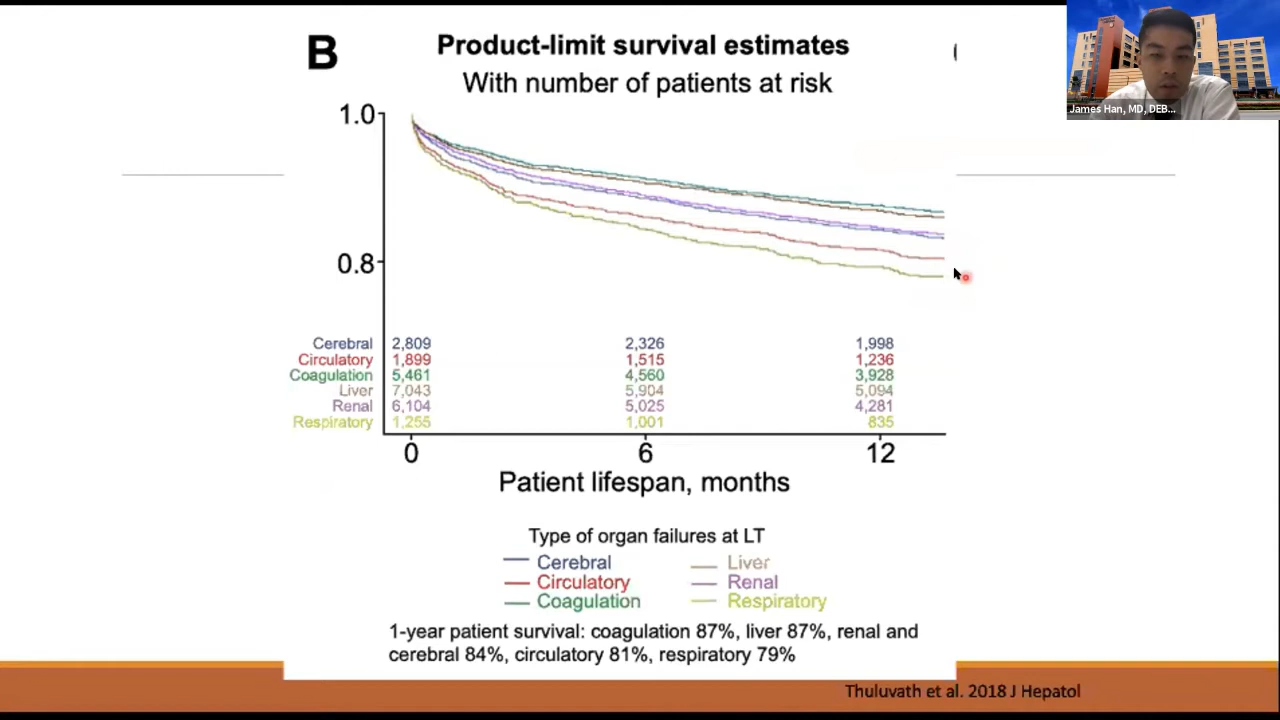 B
Product-limit survival estimates
With number of patients at risk
James Han, MD, DEB...
1.0
0.8
Cerebral 2,809 2,326 1,998
Circulatory 1,899 1,515 1,236
Coagulation 5,461 4,560 3,928
Liver 7,043 5,904 5,094
Renal 6,104 5,025 4,281
Respiratory 1,255 1,001 835
0 6 12
Patient lifespan, months
Type of organ failures at LT
Cerebral Liver
Circulatory Renal
Coagulation Respiratory
1-year patient survival: coagulation 87%, liver 87%, renal and
cerebral 84%, circulatory 81%, respiratory 79%
Thuluvath et al. 2018 J Hepatol